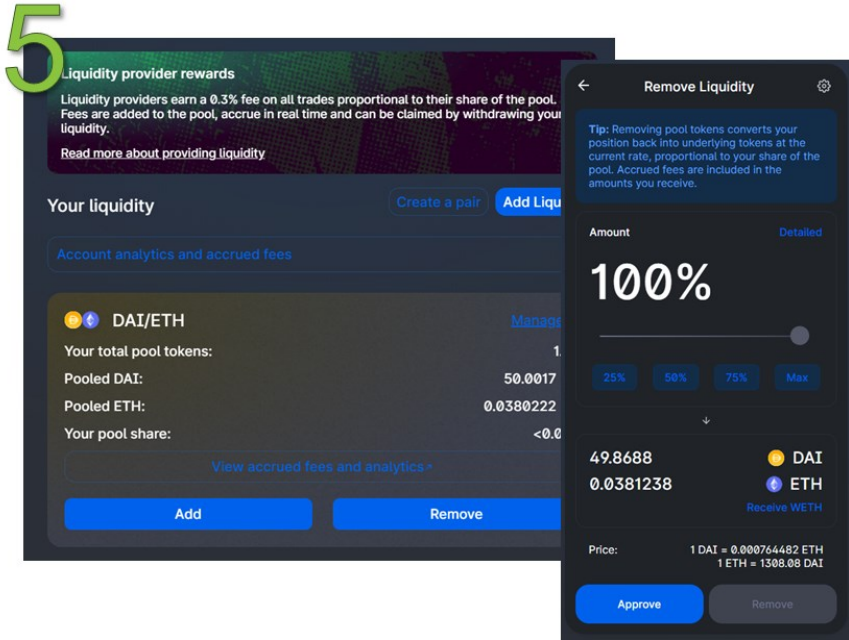 5
Liquidity provider rewards
Liquidity providers earn a 0.3% fee on all trades proportional to their share of the pool.
Fees are added to the pool, accrue in real time and can be claimed by withdrawing your
liquidity.
Read more about providing liquidity
Your liquidity
Create a pair
Add Liqu
Account analytics and accrued fees
DAI/ETH
Manage
Your total pool tokens:
1.
Pooled DAI:
50.0017
Pooled ETH:
0.0380222
Your pool share:
<0.0
View accrued fees and analytics↗
Add
Remove
← Remove Liquidity
Tip: Removing pool tokens converts your
position back into underlying tokens at the
current rate, proportional to your share of the
pool. Accrued fees are included in the
amounts you receive.
Amount
Detailed
100%
25% 50% 75% Max
↓
49.8688 DAI
0.0381238 ETH
Receive WETH
Price: 1 DAI = 0.000764482 ETH
1 ETH = 1308.08 DAI
Approve
Remove